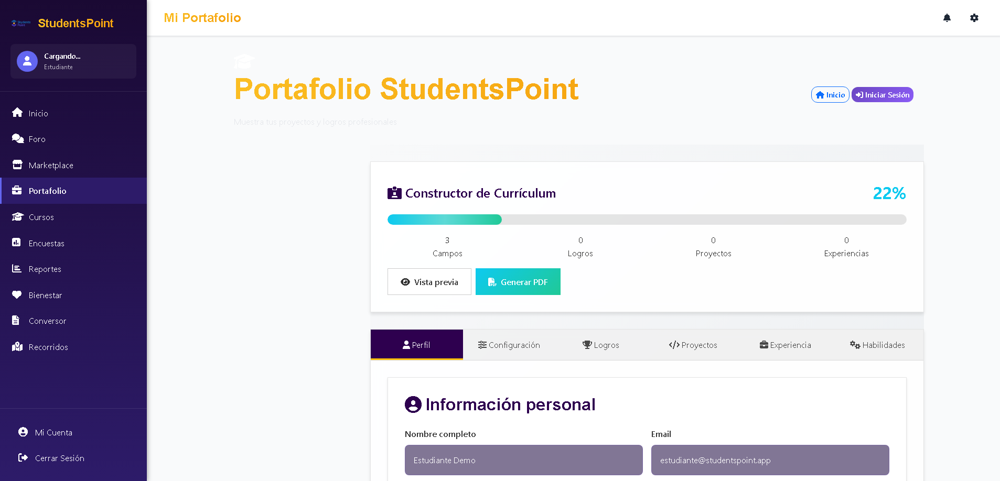 Students
Point
StudentsPoint
Cargando...
Estudiante
Inicio
Foro
Marketplace
Portafolio
Cursos
Encuestas
Reportes
Bienestar
Conversor
Recorridos
Mi Cuenta
Cerrar Sesión
Mi Portafolio
Portafolio StudentsPoint
Muestra tus proyectos y logros profesionales
Inicio
Iniciar Sesión
Constructor de Currículum
22%
3
Campos
0
Logros
0
Proyectos
0
Experiencias
Vista previa
PDF
Generar PDF
Perfil
Configuración
Logros
Proyectos
Experiencia
Habilidades
Información personal
Nombre completo
Email
Estudiante Demo
estudiante@studentspoint.app